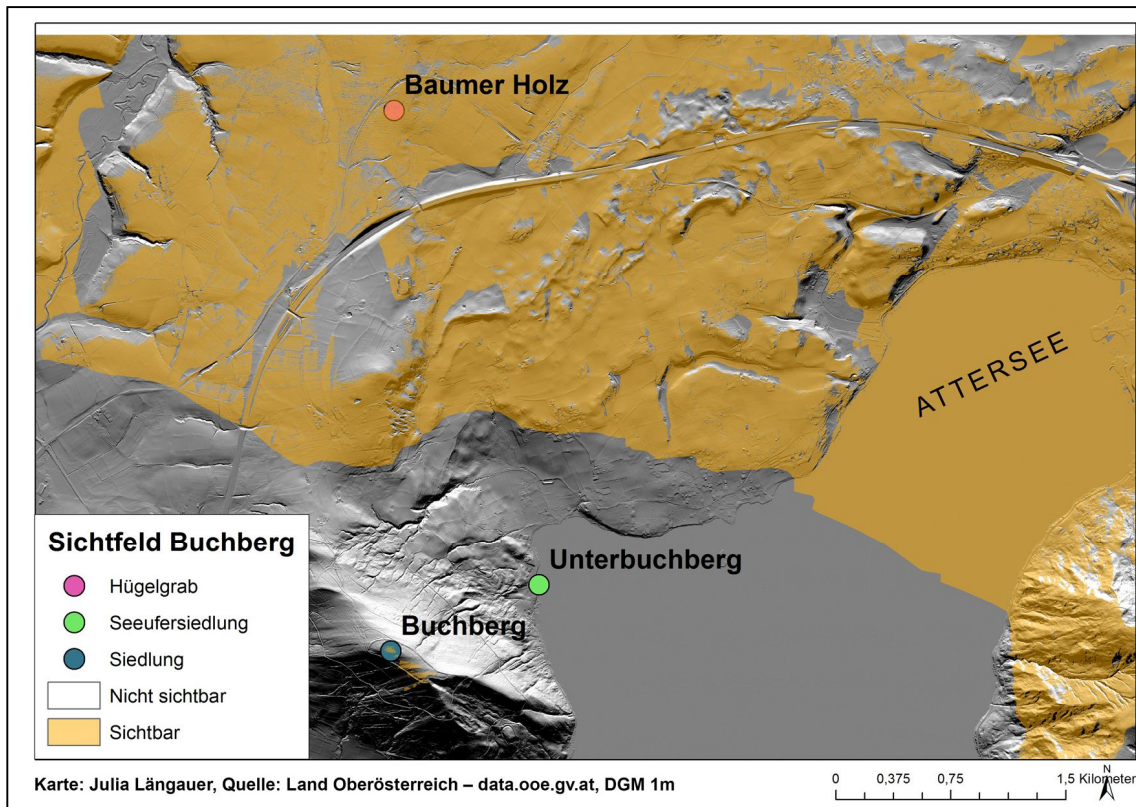 Baumer Holz
ATTERSEE
Unterbuchberg
Buchberg
Sichtfeld Buchberg
Hügelgrab
Seeufersiedlung
Siedlung
Nicht sichtbar
Sichtbar
Karte: Julia Längauer, Quelle: Land Oberösterreich – data.ooe.gv.at, DGM 1m
0 0,375 0,75 1,5 Kilometer
N